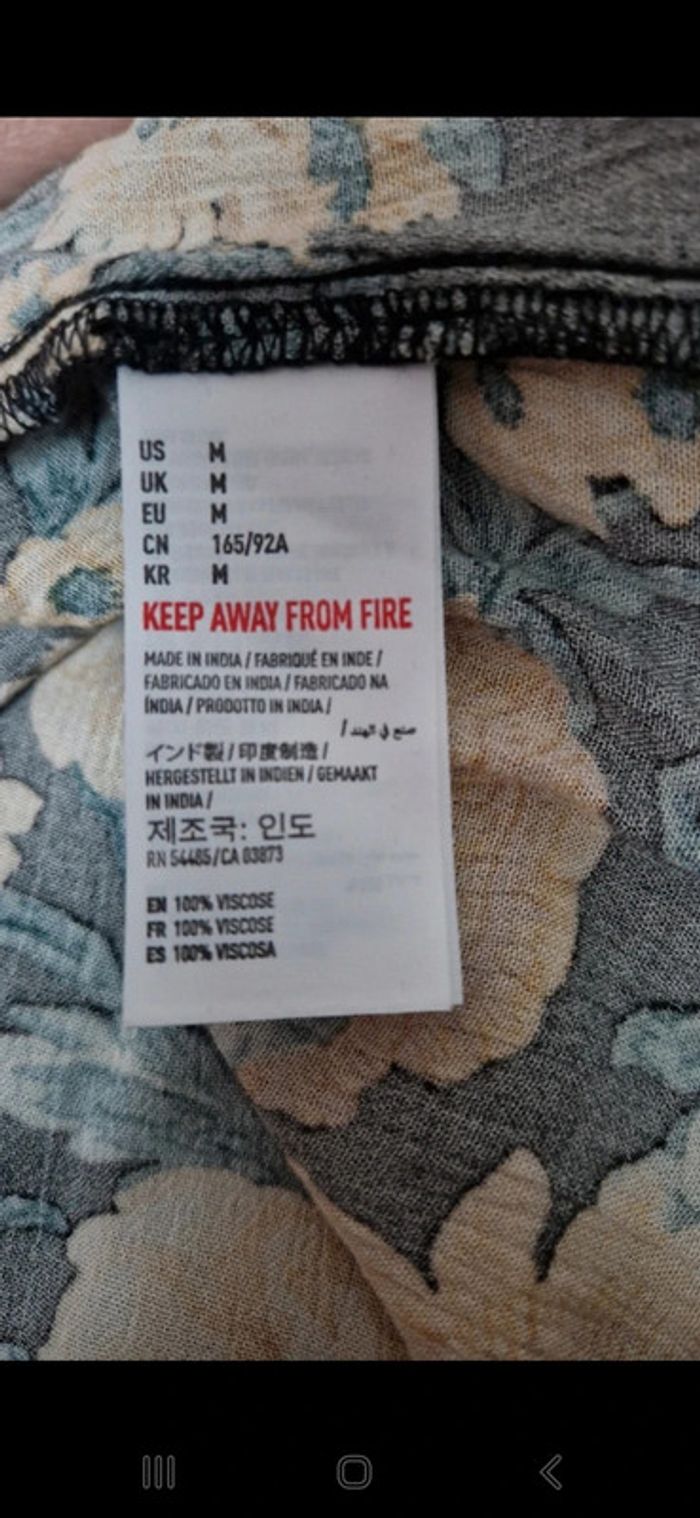 US M
UK M
EU M
CN 165/92A
KR M
KEEP AWAY FROM FIRE
MADE IN INDIA / FABRIQUÉ EN INDE /
FABRICADO EN INDIA / FABRICADO NA
ÍNDIA / PRODOTTO IN INDIA /
صنع في الهند /
インド製 / 印度制造 /
HERGESTELLT IN INDIEN / GEMAAKT
IN INDIA /
제조국: 인도
RN 54485/CA 03873
EN 100% VISCOSE
FR 100% VISCOSE
ES 100% VISCOSA